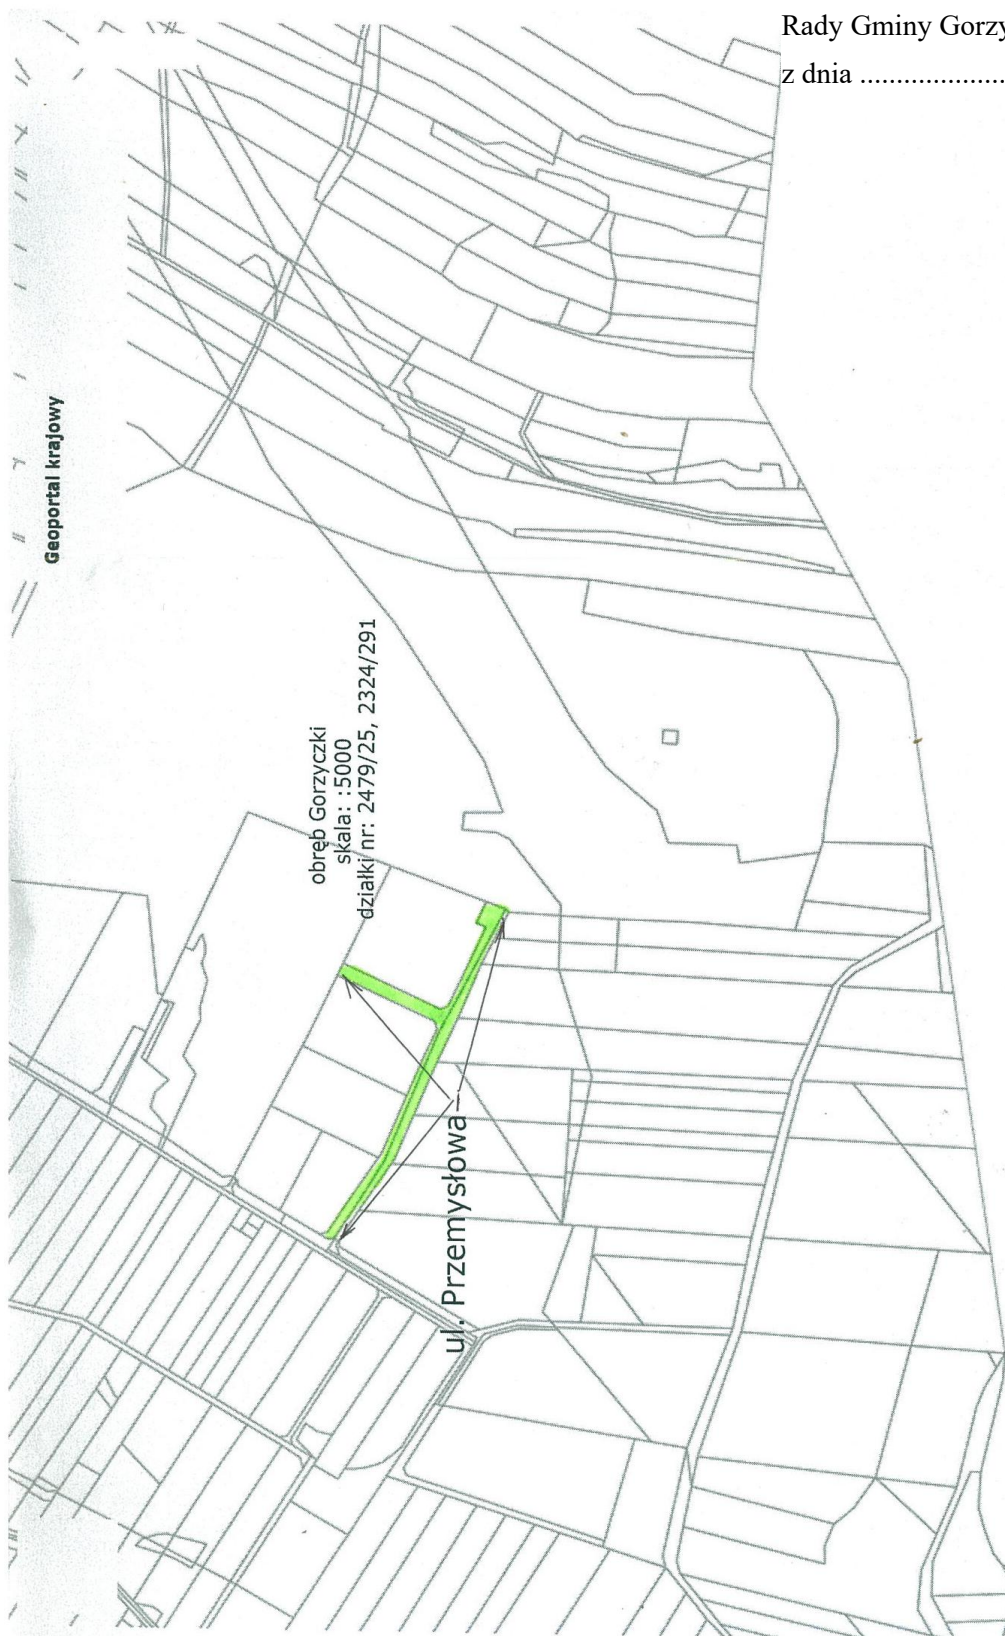 Rady Gminy Gorzy
z dnia ....................
Geoportal krajowy
obręb Gorzyczki
skala: :5000
działki nr: 2479/25, 2324/291
ul. Przemysłowa